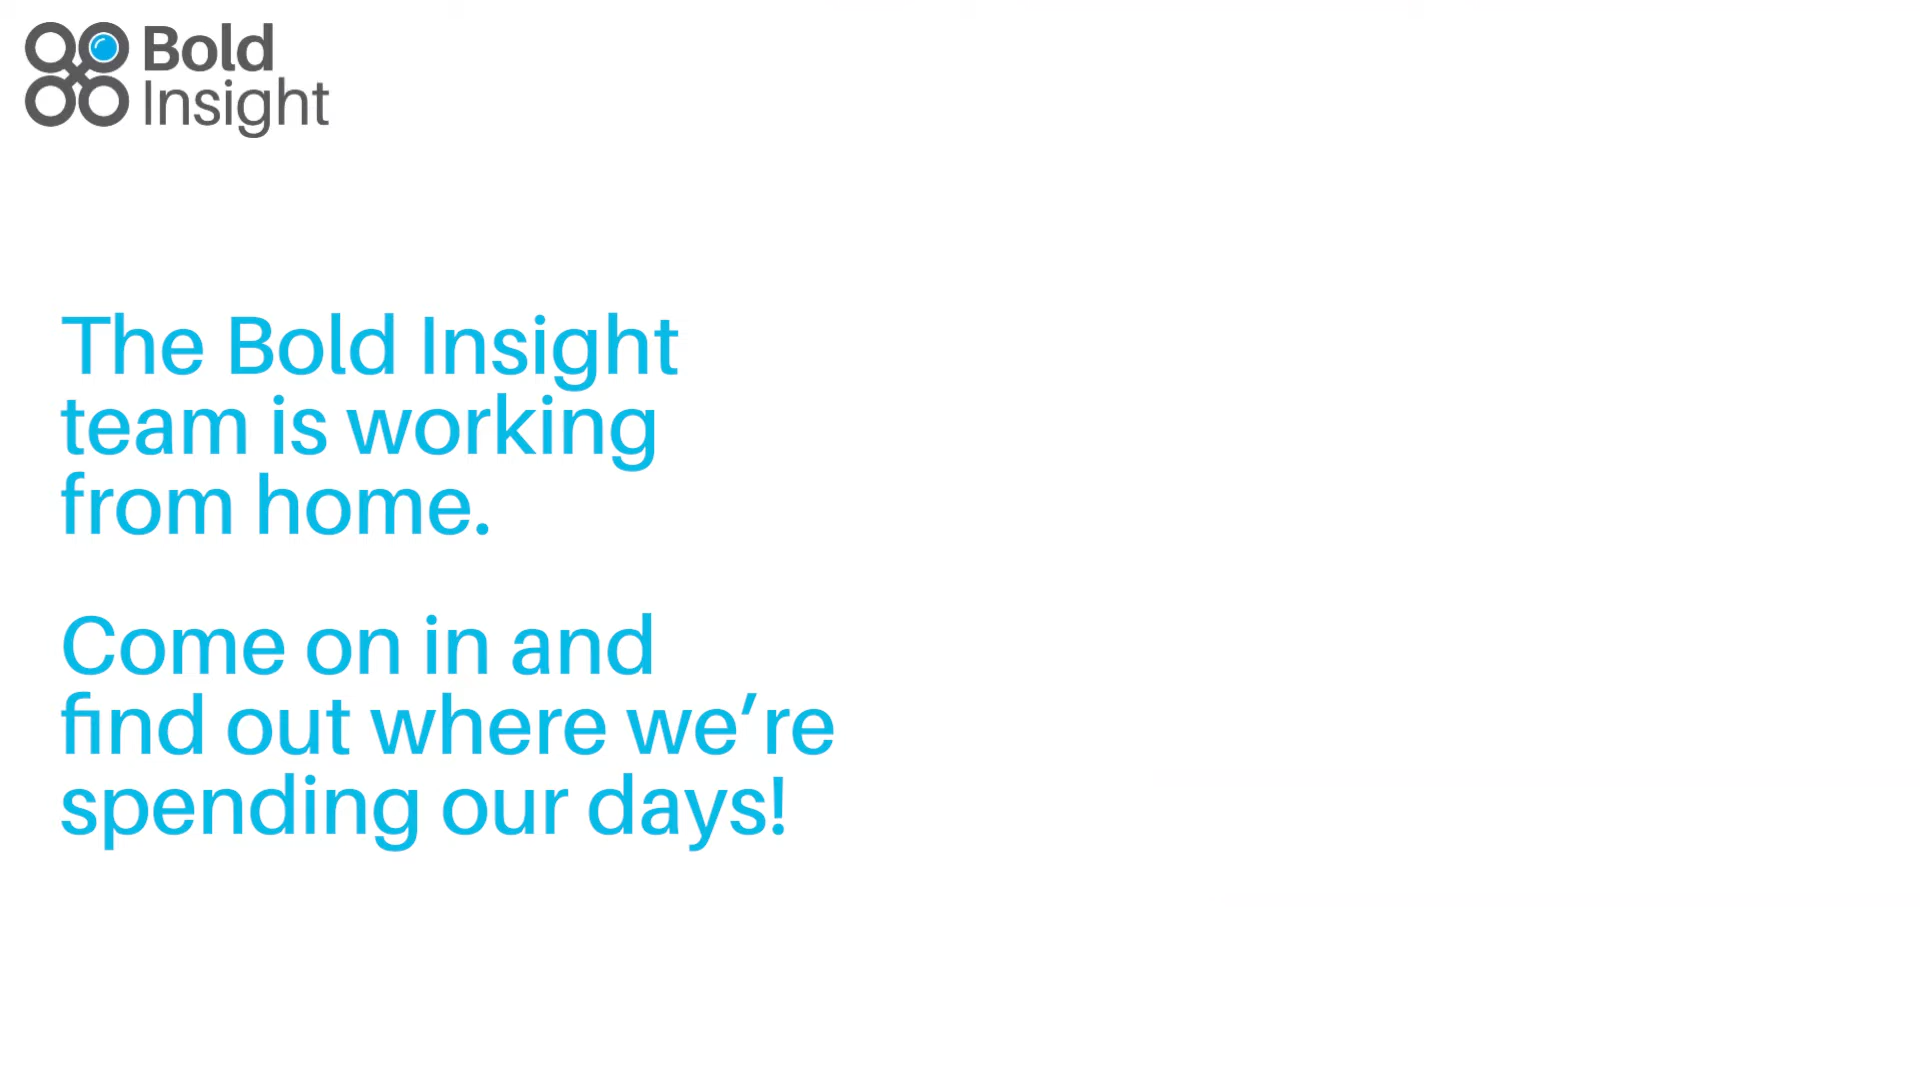 Bold
Insight
The Bold Insight
team is working
from home.
Come on in and
find out where we’re
spending our days!